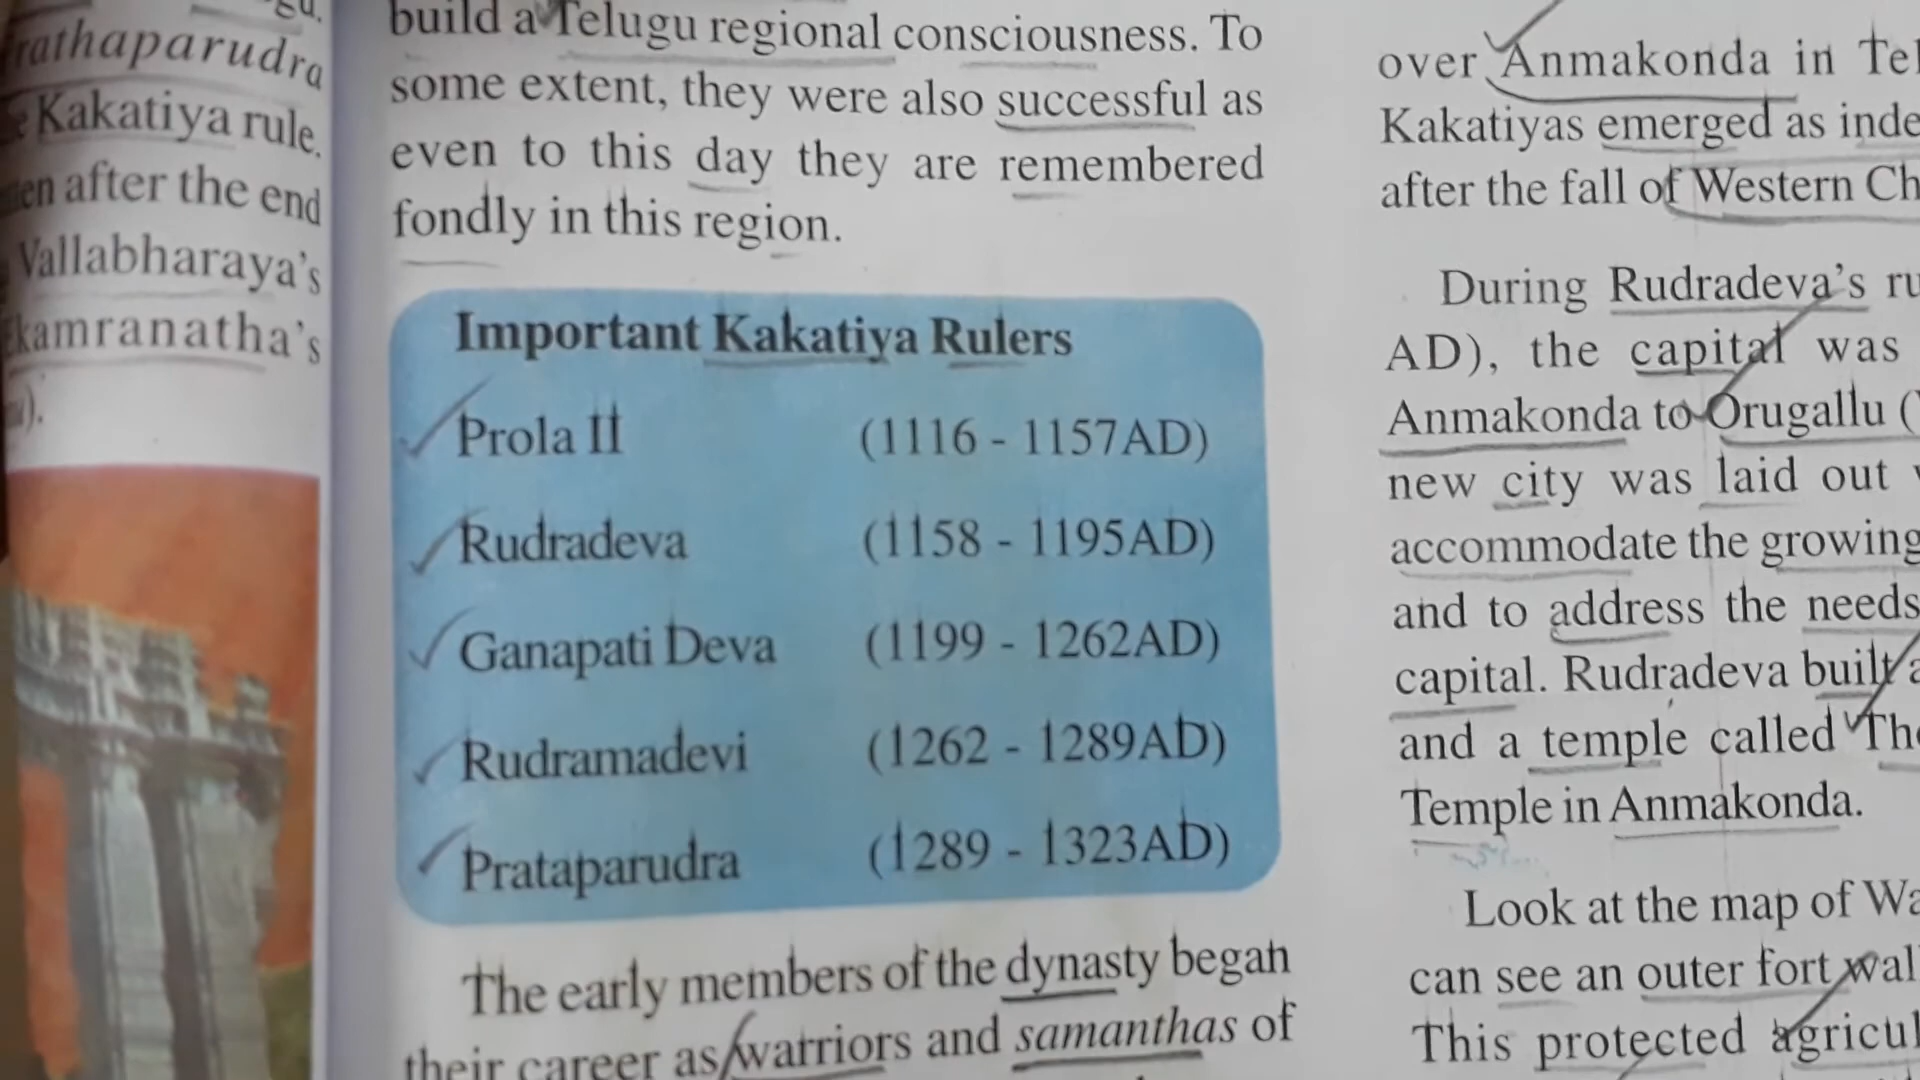 gu.
rathaparudra
Kakatiya rule.
after the end
Vallabharaya's
kamranatha's
build a Telugu regional consciousness. To
some extent, they were also successful as
even to this day they are remembered
fondly in this region.
Important Kakatiya Rulers
Prola II (1116 - 1157AD)
Rudradeva (1158 - 1195AD)
Ganapati Deva (1199 - 1262AD)
Rudramadevi (1262 - 1289AD)
Prataparudra (1289 - 1323AD)
The early members of the dynasty began
their career as warriors and samanthas of
over Anmakonda in Tel
Kakatiyas emerged as inde
after the fall of Western Ch
During Rudradeva's ru
AD), the capital was
Anmakonda to Orugallu (
new city was laid out
accommodate the growing
and to address the needs
capital. Rudradeva built a
and a temple called The
Temple in Anmakonda.
Look at the map of Wa
can see an outer fort wal
This protected agricul